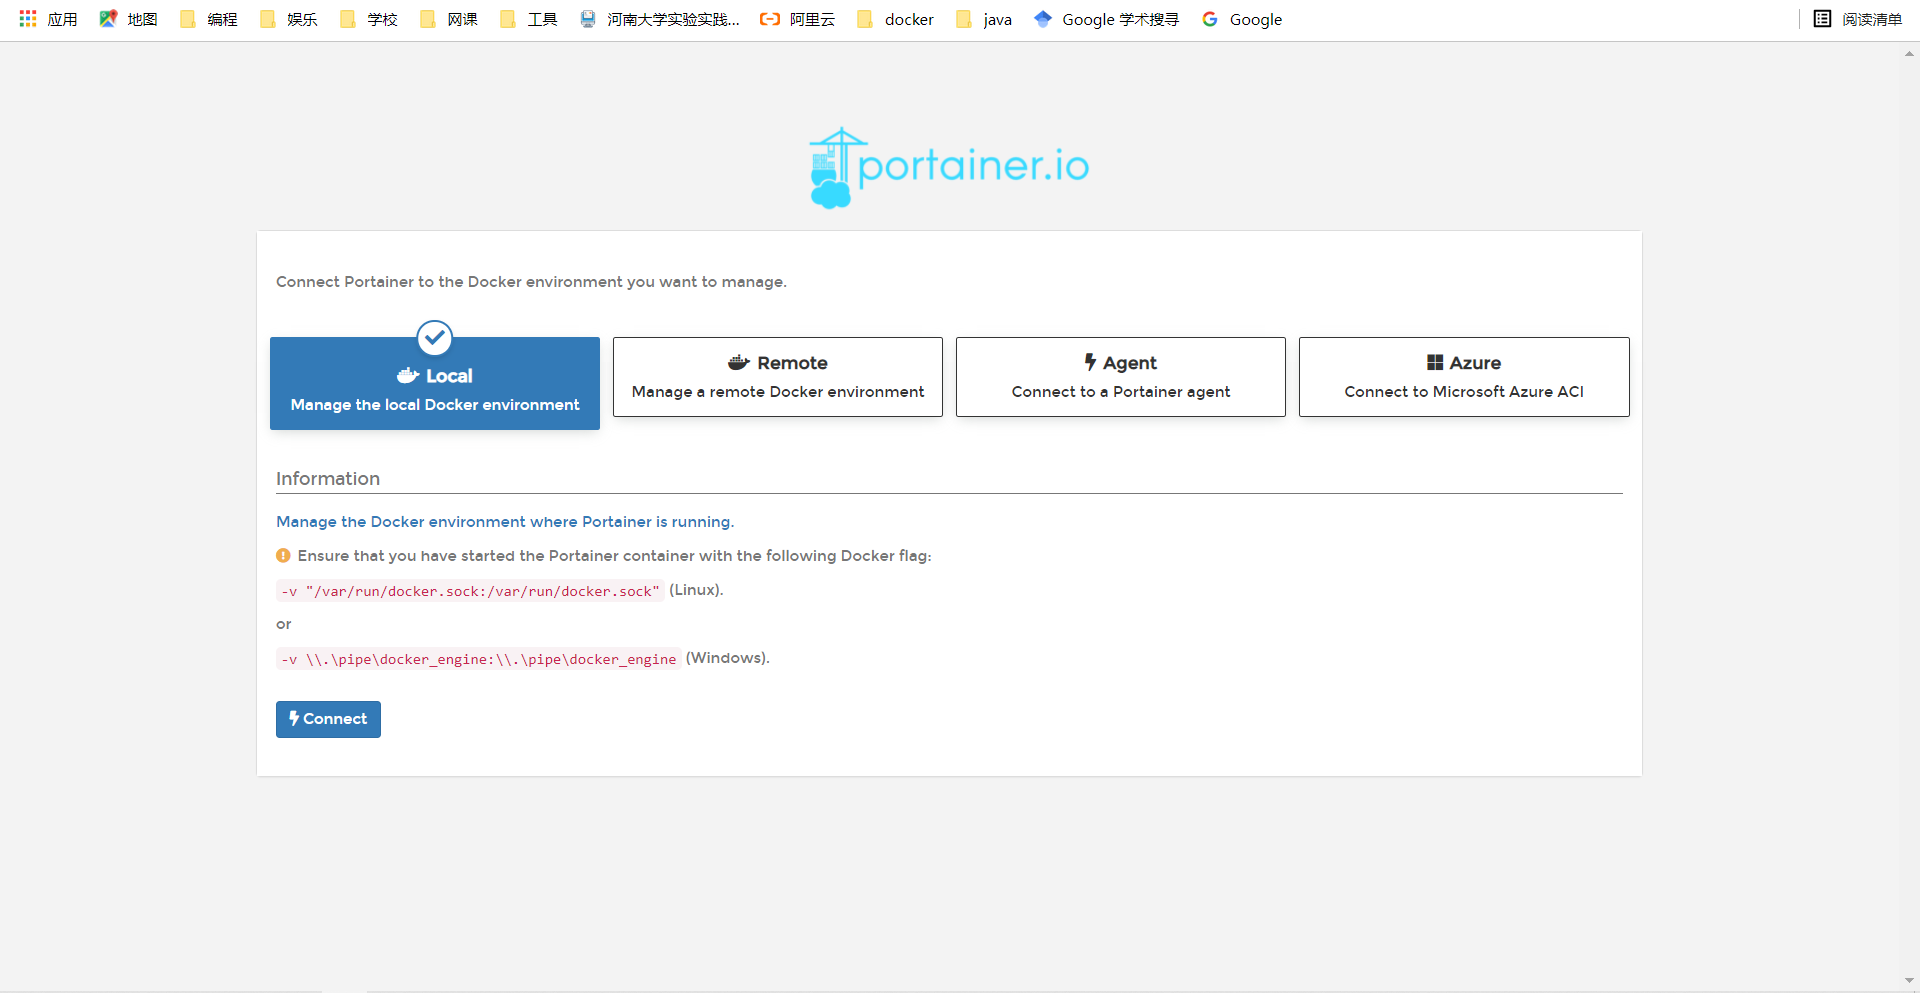 应用 地图 编程 娱乐 学校 网课 工具 河南大学实验实践... 阿里云 docker java Google 学术搜寻 Google 阅读清单
portainer.io
Connect Portainer to the Docker environment you want to manage.
Local Remote Agent Azure
Manage the local Docker environment Manage a remote Docker environment Connect to a Portainer agent Connect to Microsoft Azure ACI
Information
Manage the Docker environment where Portainer is running.
Ensure that you have started the Portainer container with the following Docker flag:
-v "/var/run/docker.sock:/var/run/docker.sock" (Linux).
or
-v \\.\pipe\docker_engine:\\.\pipe\docker_engine (Windows).
Connect